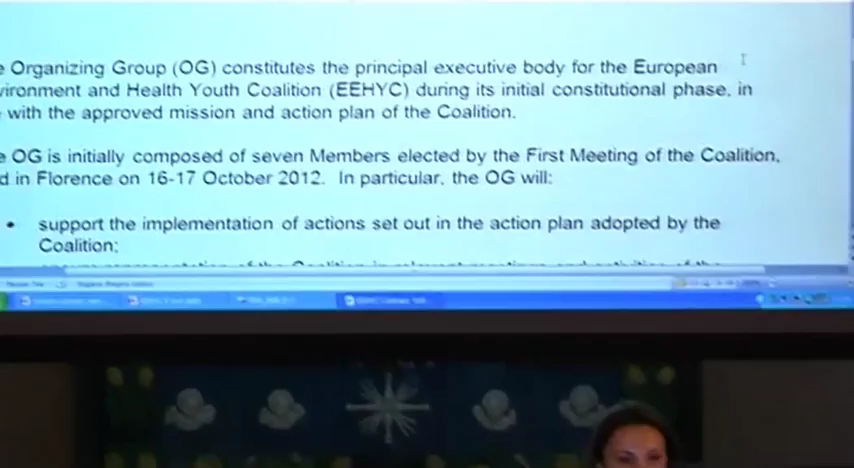 e Organizing Group (OG) constitutes the principal executive body for the European
vironment and Health Youth Coalition (EEHYC) during its initial constitutional phase, in
with the approved mission and action plan of the Coalition.
e OG is initially composed of seven Members elected by the First Meeting of the Coalition,
d in Florence on 16-17 October 2012. In particular, the OG will:
• support the implementation of actions set out in the action plan adopted by the
Coalition;